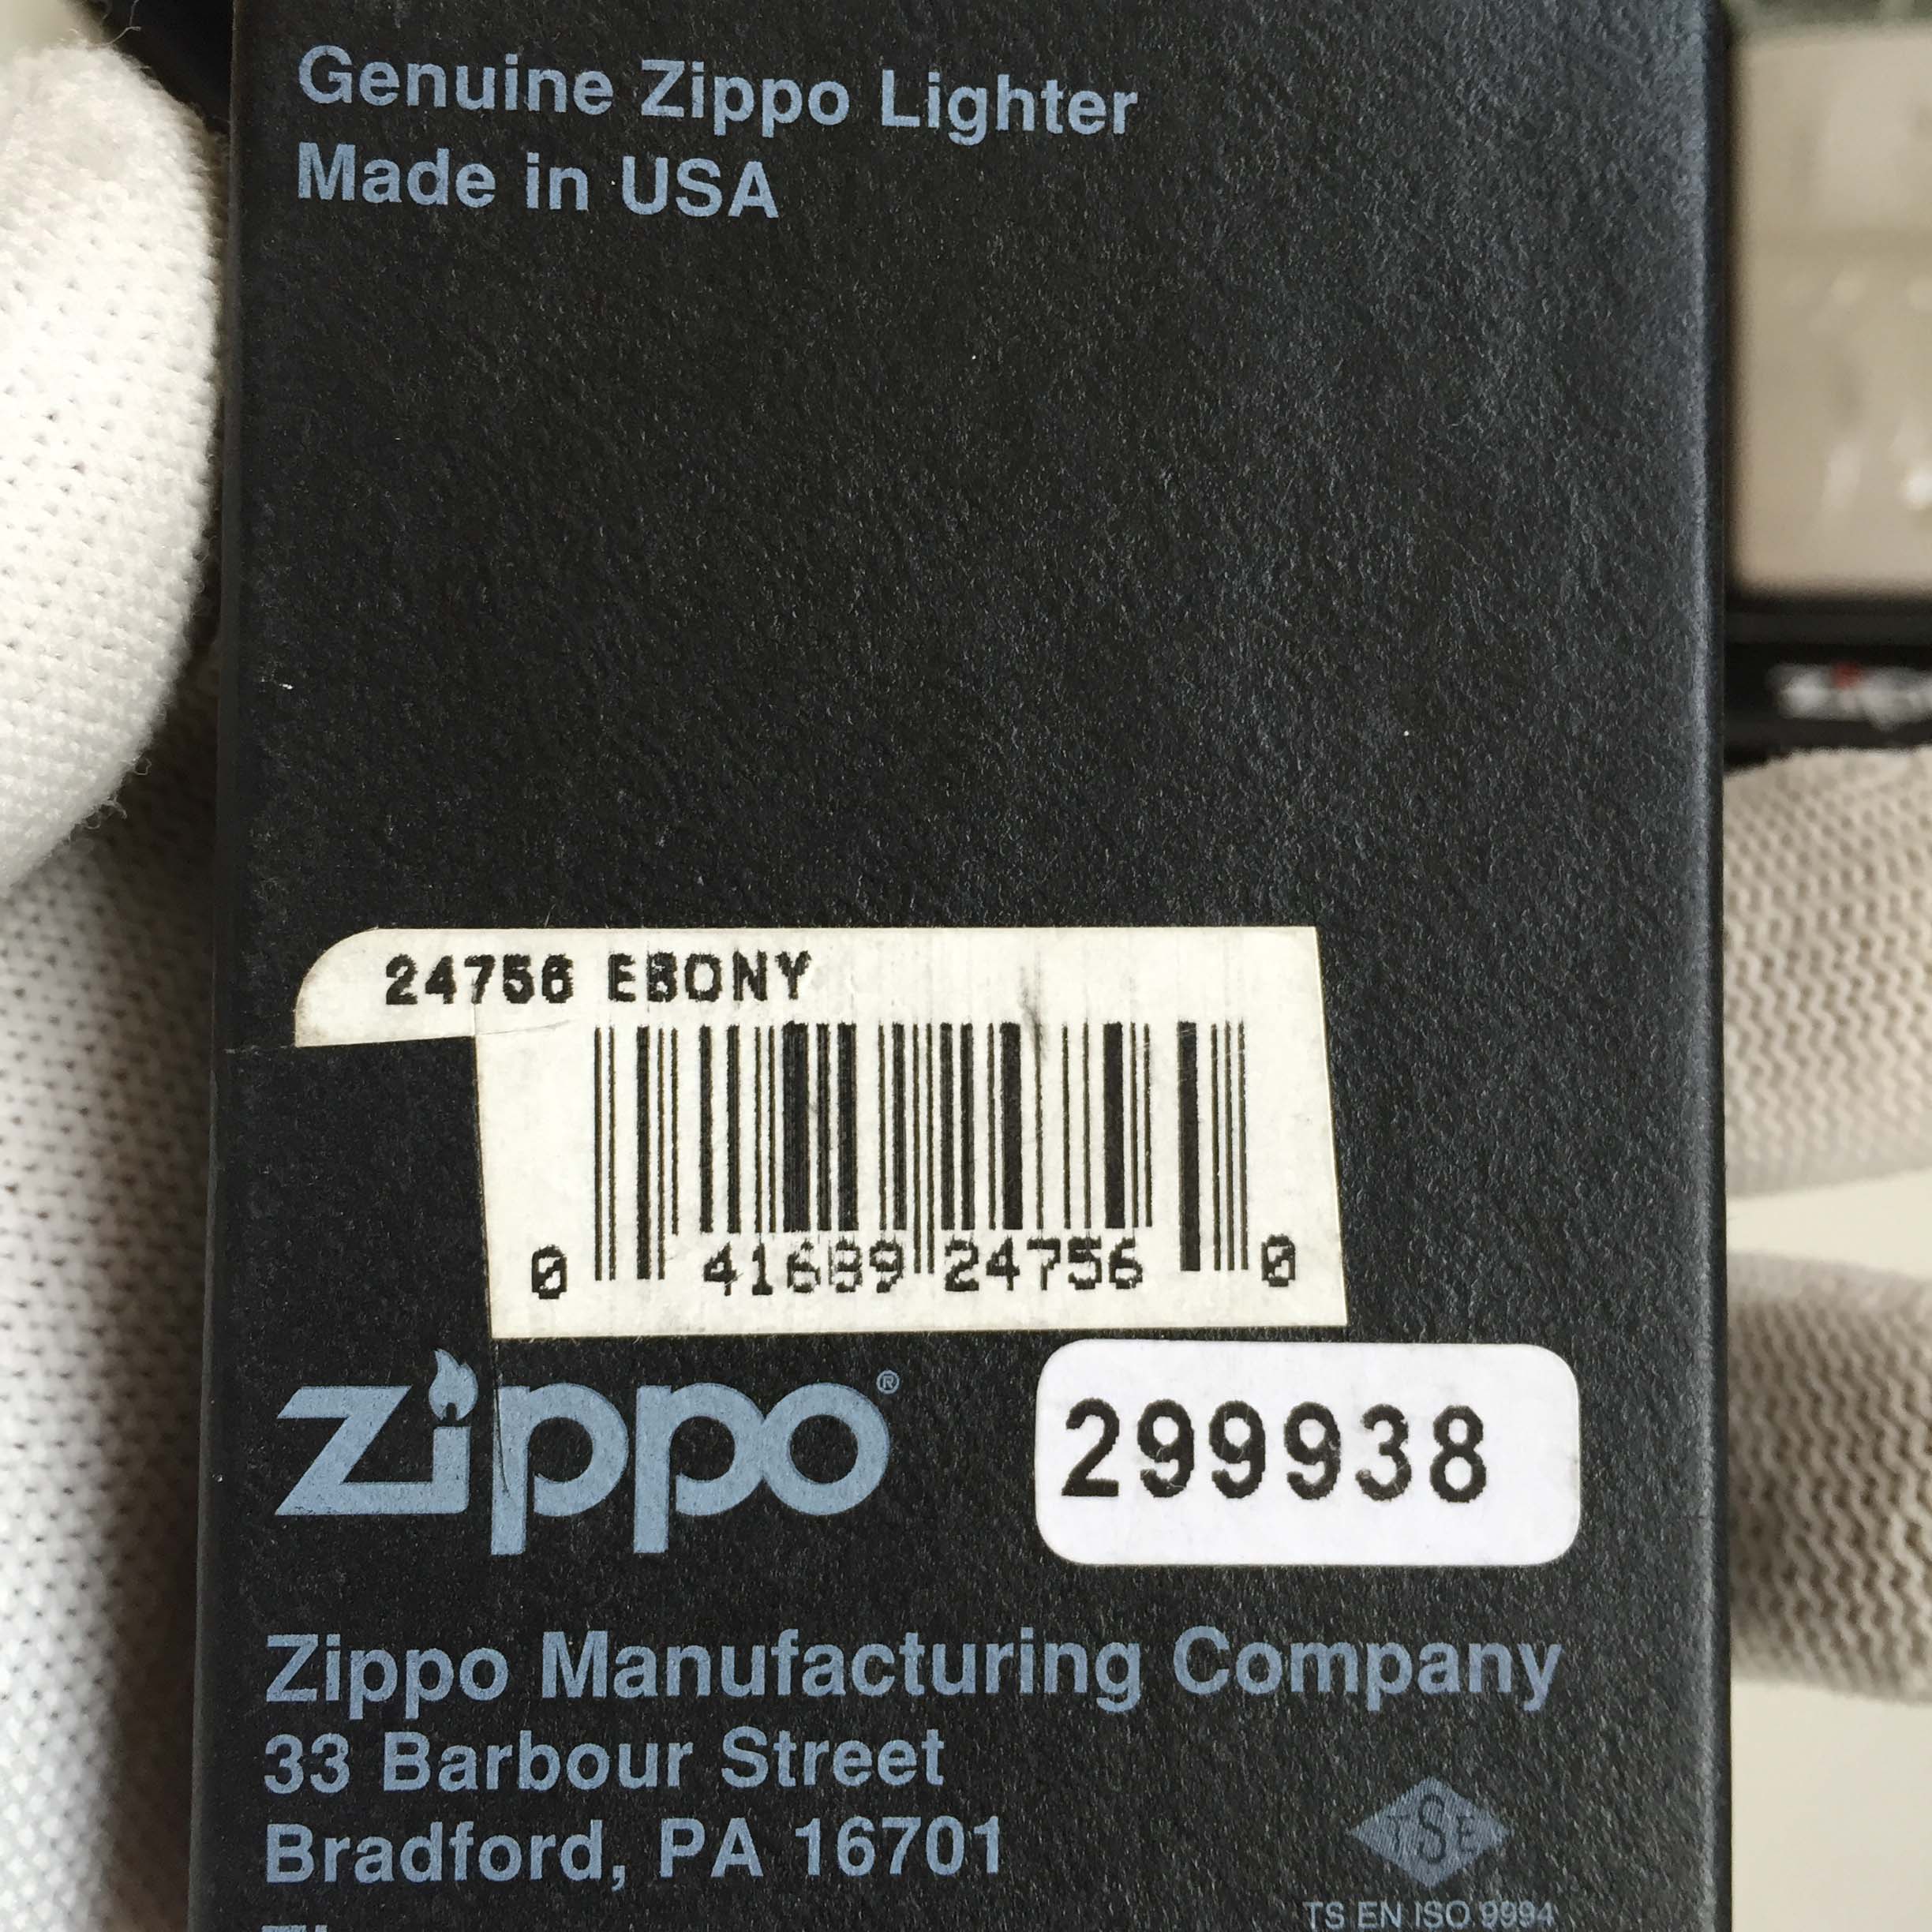 Genuine Zippo Lighter
Made in USA
24756 EBONY
0 41689 24756 0
Zippo®
299938
Zippo Manufacturing Company
33 Barbour Street
Bradford, PA 16701
TSE
TS EN ISO 9994